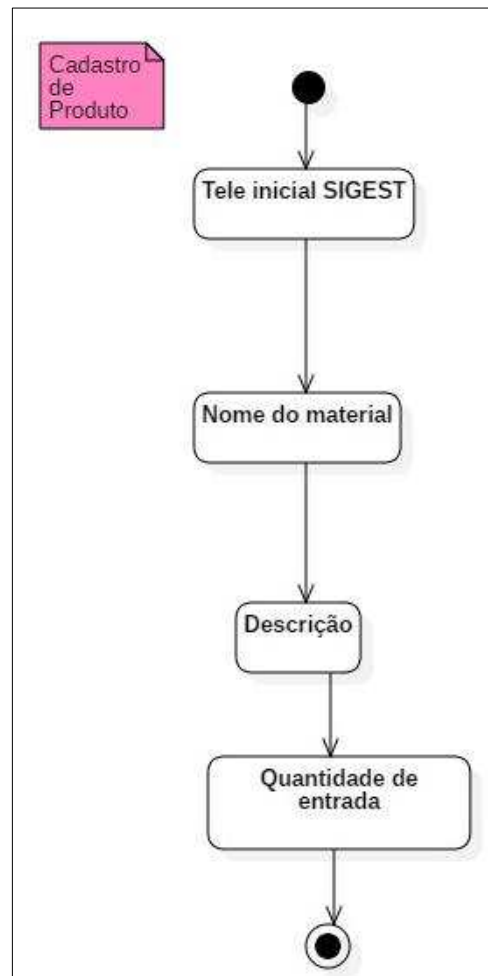 Cadastro
de
Produto
Tele inicial SIGEST
Nome do material
Descrição
Quantidade de
entrada